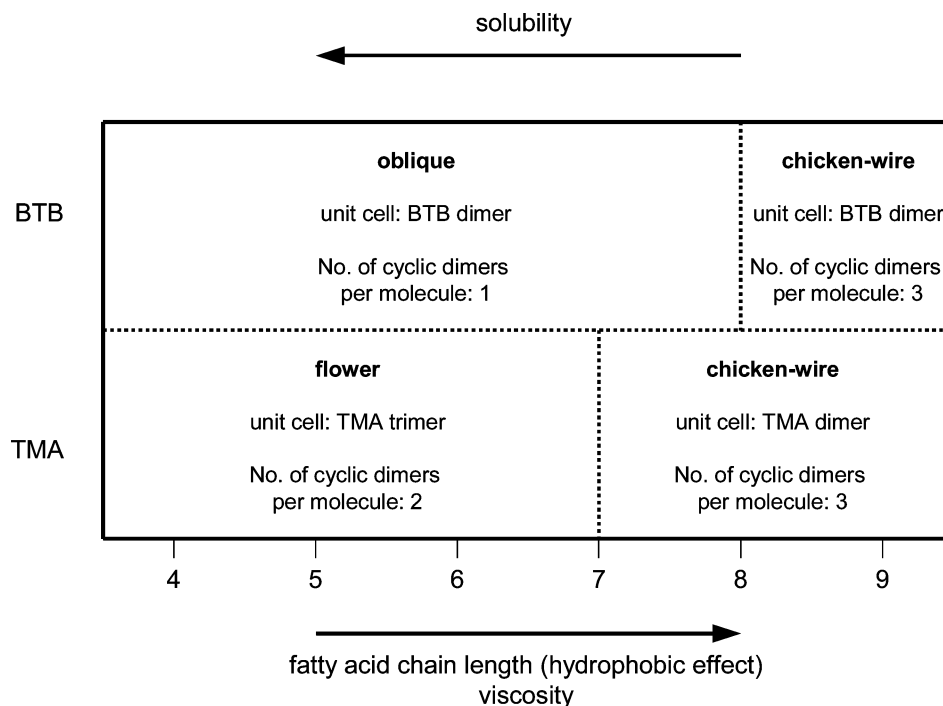 solubility
BTB
oblique
unit cell: BTB dimer
No. of cyclic dimers
per molecule: 1
chicken-wire
unit cell: BTB dimer
No. of cyclic dimers
per molecule: 3
TMA
flower
unit cell: TMA trimer
No. of cyclic dimers
per molecule: 2
chicken-wire
unit cell: TMA dimer
No. of cyclic dimers
per molecule: 3
4 5 6 7 8 9
fatty acid chain length (hydrophobic effect)
viscosity